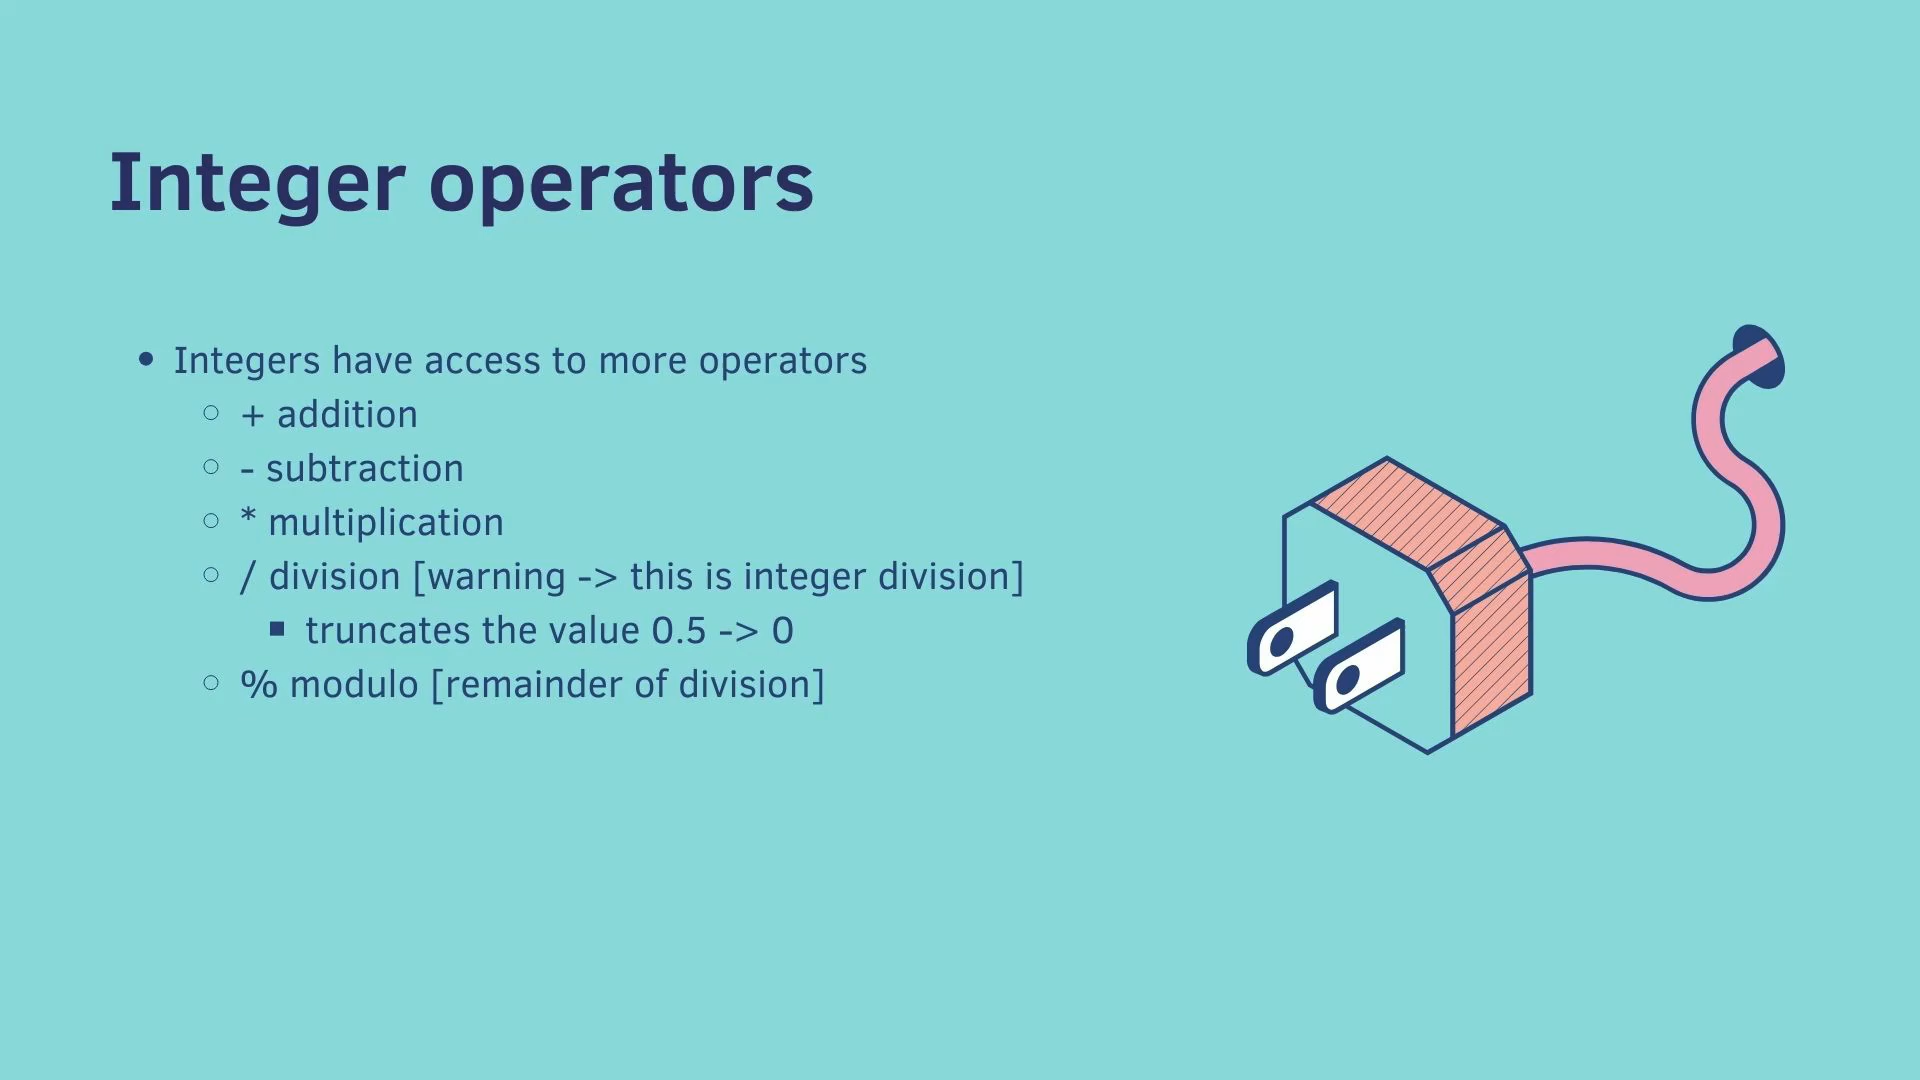 Integer operators
• Integers have access to more operators
○ + addition
○ - subtraction
○ * multiplication
○ / division [warning -> this is integer division]
■ truncates the value 0.5 -> 0
○ % modulo [remainder of division]